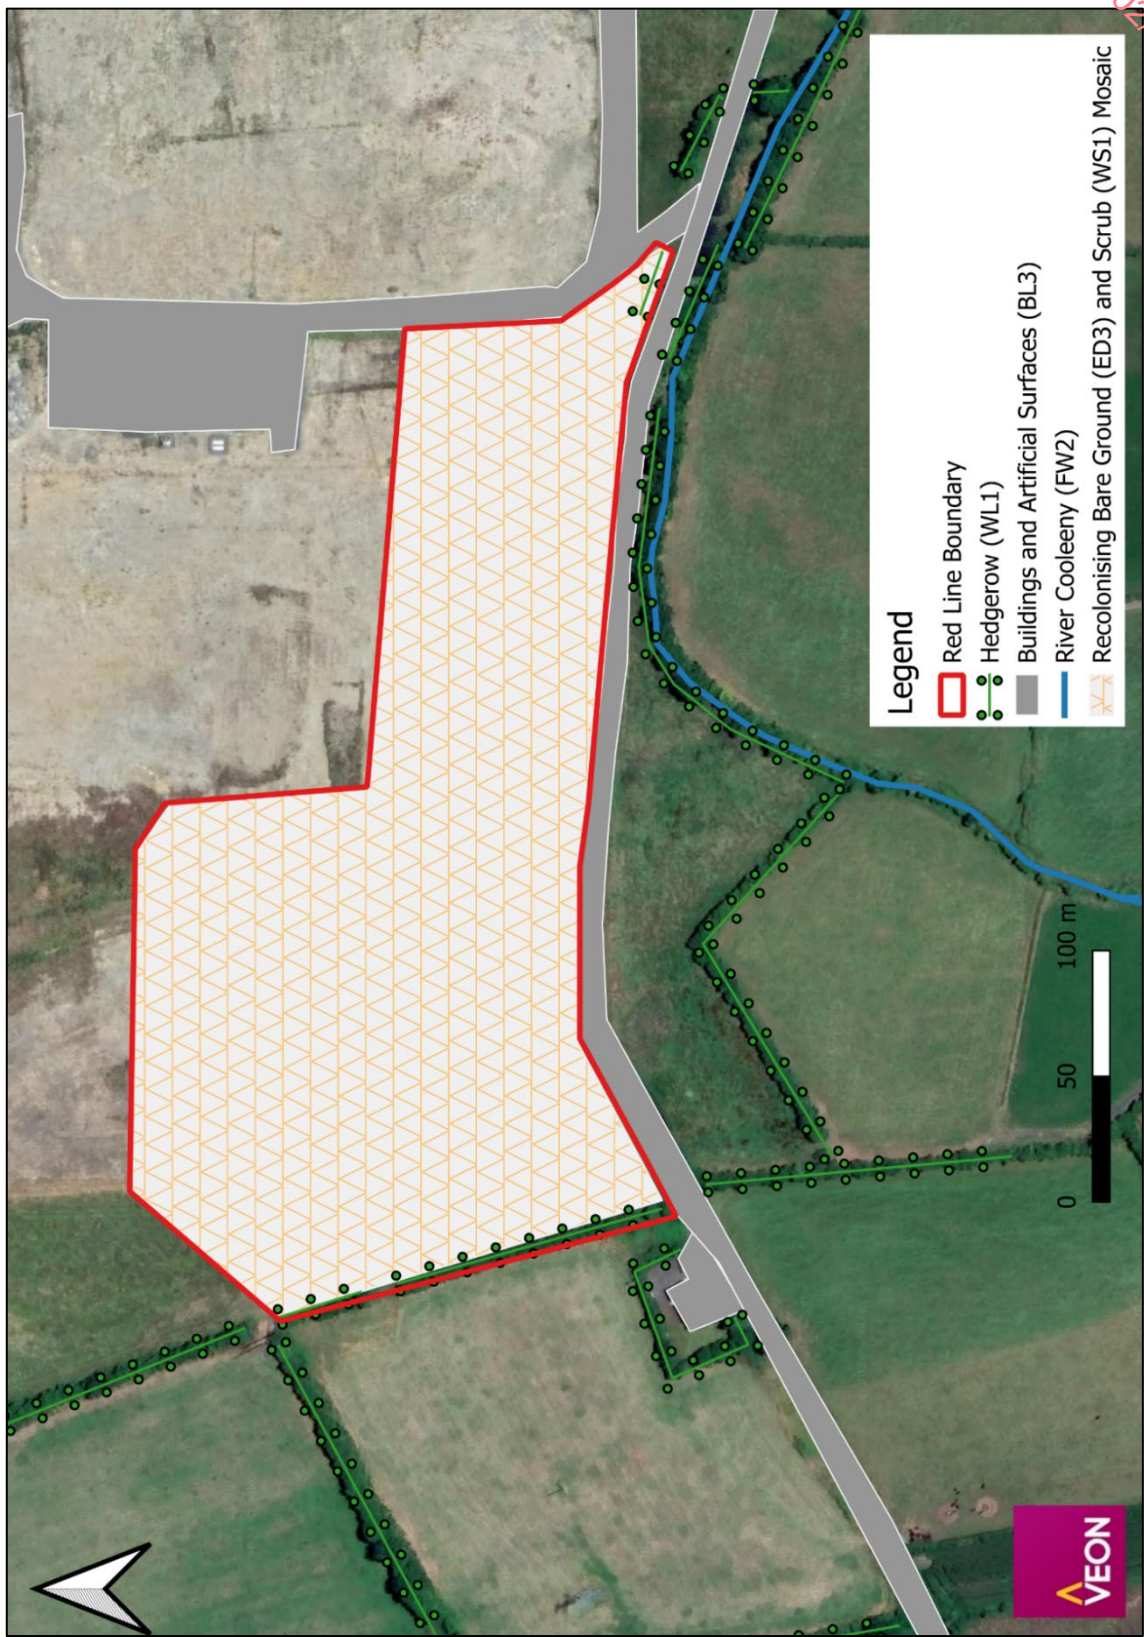 Legend
Red Line Boundary
Hedgerow (WL1)
Buildings and Artificial Surfaces (BL3)
River Cooleeny (FW2)
Recolonising Bare Ground (ED3) and Scrub (WS1) Mosaic
0 50 100 m
VEON